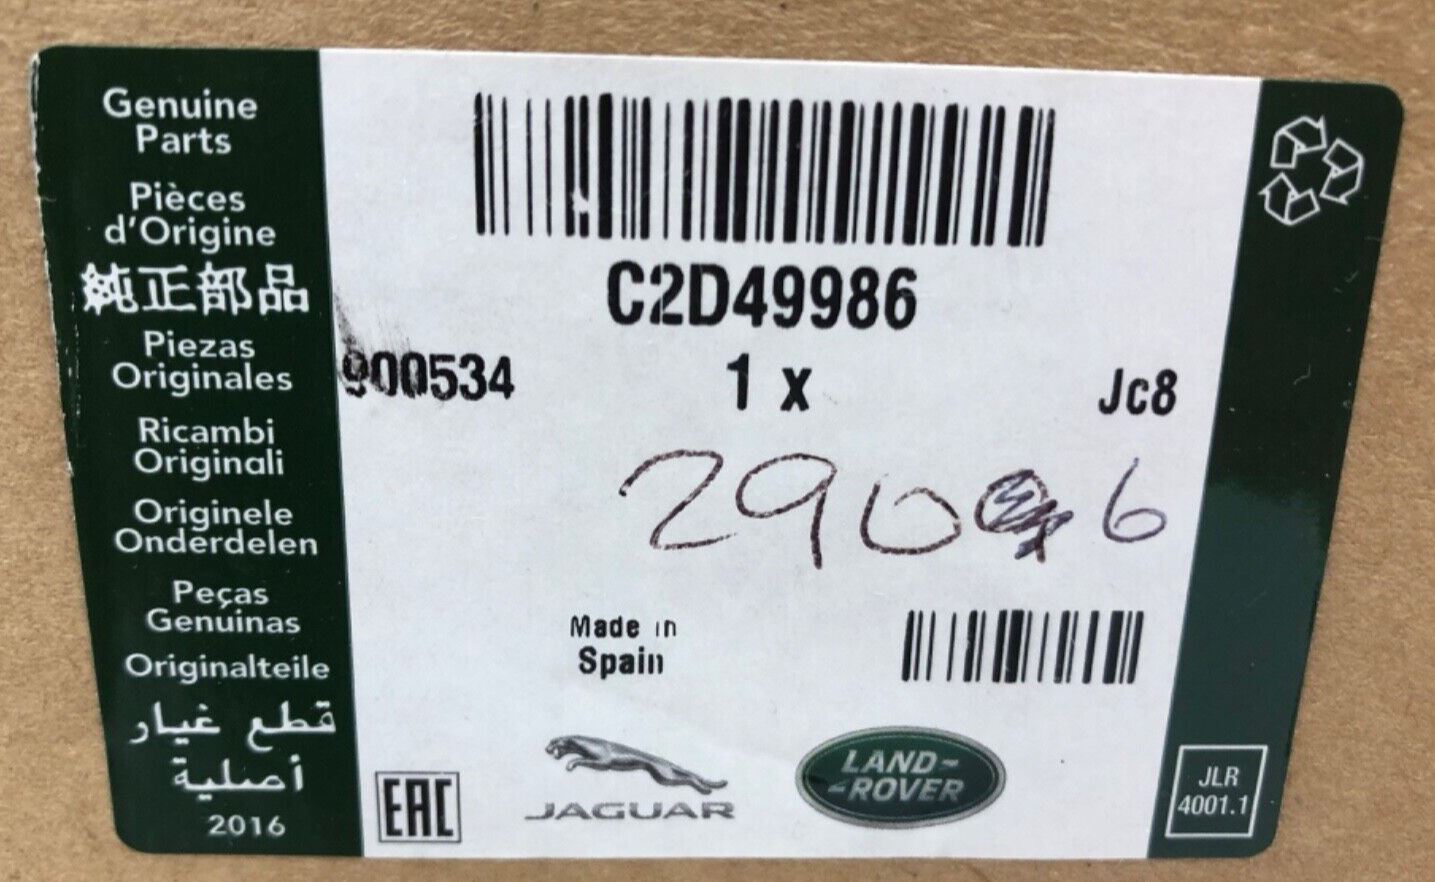 Genuine
Parts
Pièces
d'Origine
純正部品
Piezas
Originales
Ricambi
Originali
Originele
Onderdelen
Peças
Genuinas
Originalteile
قطع غيار
أصلية
2016
C2D49986
900534
1 x
Jc8
Made in
Spain
EAC
JAGUAR
LAND-
-ROVER
JLR
4001.1